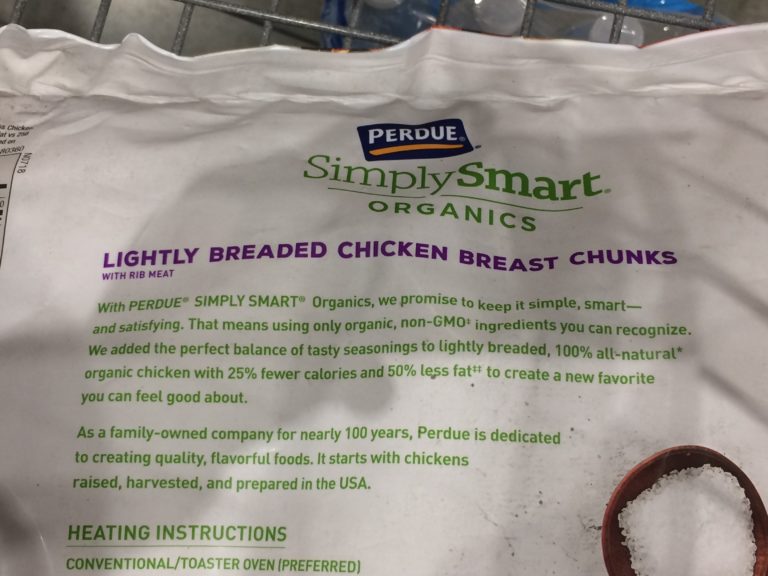 PERDUE®
SimplySmart®
ORGANICS
LIGHTLY BREADED CHICKEN BREAST CHUNKS
WITH RIB MEAT
With PERDUE® SIMPLY SMART® Organics, we promise to keep it simple, smart—
and satisfying. That means using only organic, non-GMO‡ ingredients you can recognize.
We added the perfect balance of tasty seasonings to lightly breaded, 100% all-natural*
organic chicken with 25% fewer calories and 50% less fat‡‡ to create a new favorite
you can feel good about.
As a family-owned company for nearly 100 years, Perdue is dedicated
to creating quality, flavorful foods. It starts with chickens
raised, harvested, and prepared in the USA.
HEATING INSTRUCTIONS
CONVENTIONAL/TOASTER OVEN (PREFERRED)
N0718